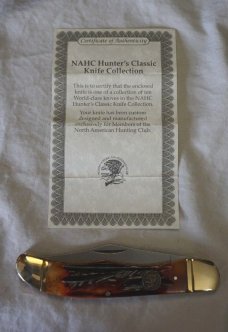 Certificate of Authenticity
NAHC Hunter's Classic
Knife Collection
This is to certify that the enclosed
knife is one of a collection of ten
World-class knives in the NAHC
Hunter's Classic Knife Collection.
Your knife has been custom
designed and manufactured
exclusively for Members of the
North American Hunting Club.